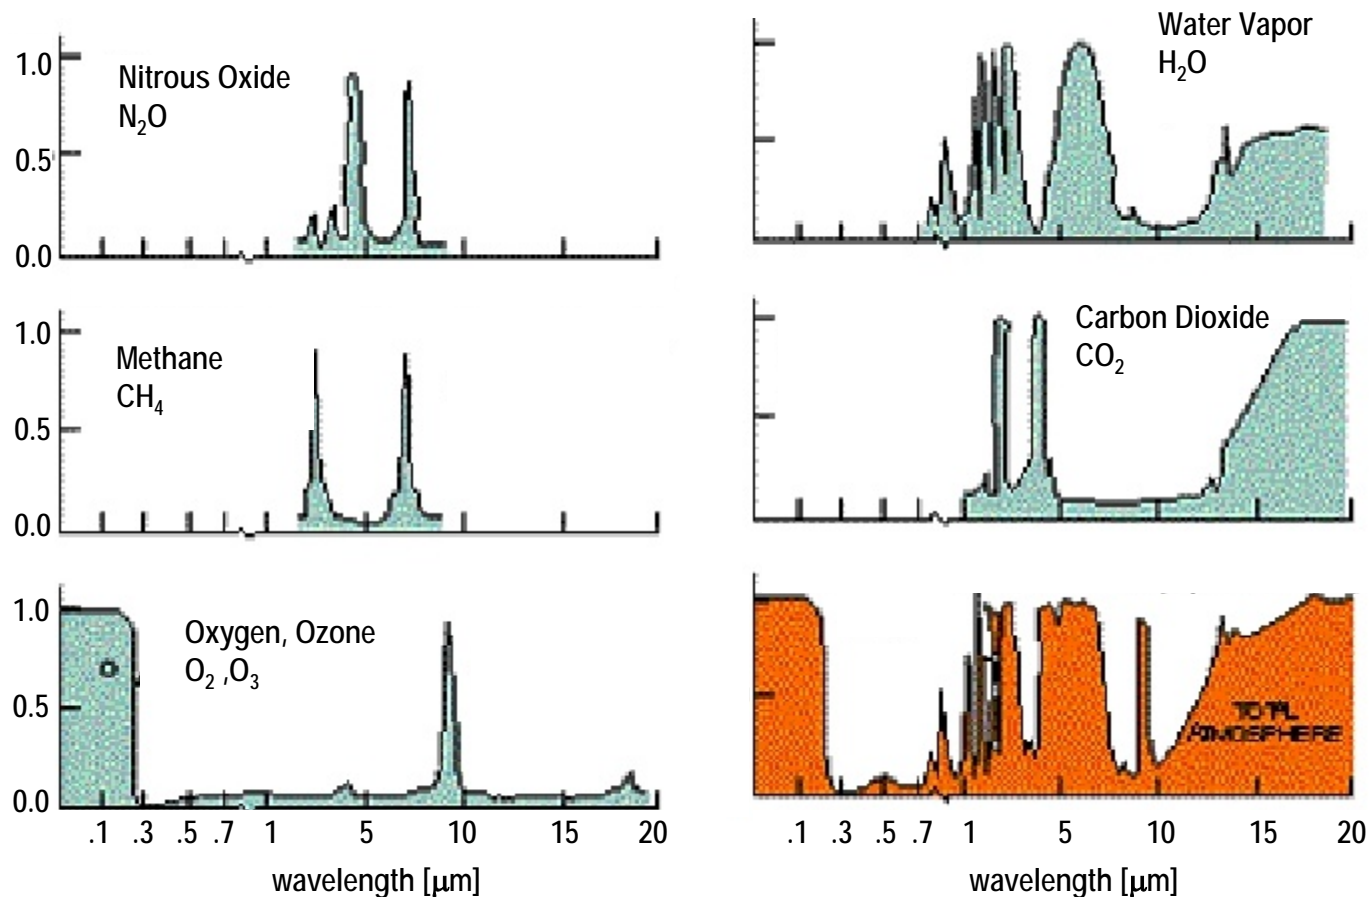 1.0
0.5
0.0
Nitrous Oxide
N₂O
Water Vapor
H₂O
1.0
0.5
0.0
Methane
CH₄
Carbon Dioxide
CO₂
1.0
0.5
0.0
Oxygen, Ozone
O₂ ,O₃
.1 .3 .5 .7 1 5 10 15 20
wavelength [μm]
TOTAL
ATMOSPHERE
.1 .3 .5 .7 1 5 10 15 20
wavelength [μm]